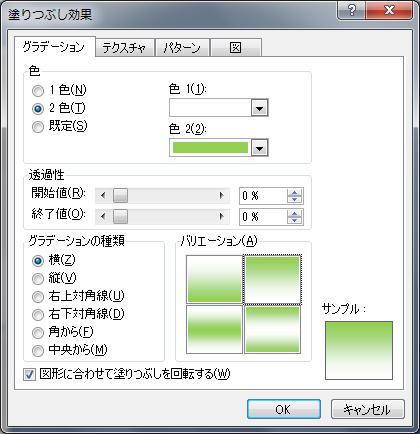 塗りつぶし効果
グラデーション テクスチャ パターン 図
色
1 色(N)
2 色(T)
既定(S)
色 1(1):
色 2(2):
透過性
開始値(R): 0 %
終了値(O): 0 %
グラデーションの種類
横(Z)
縦(V)
右上対角線(U)
右下対角線(D)
角から(F)
中央から(M)
バリエーション(A)
サンプル :
図形に合わせて塗りつぶしを回転する(W)
OK キャンセル